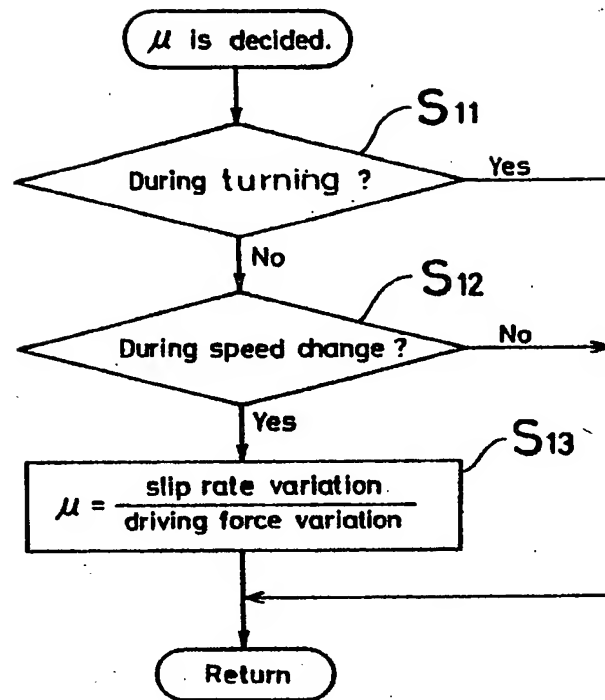 μ is decided.
S11
During turning ?
Yes
No
S12
During speed change ?
No
Yes
S13
μ = slip rate variation
driving force variation
Return